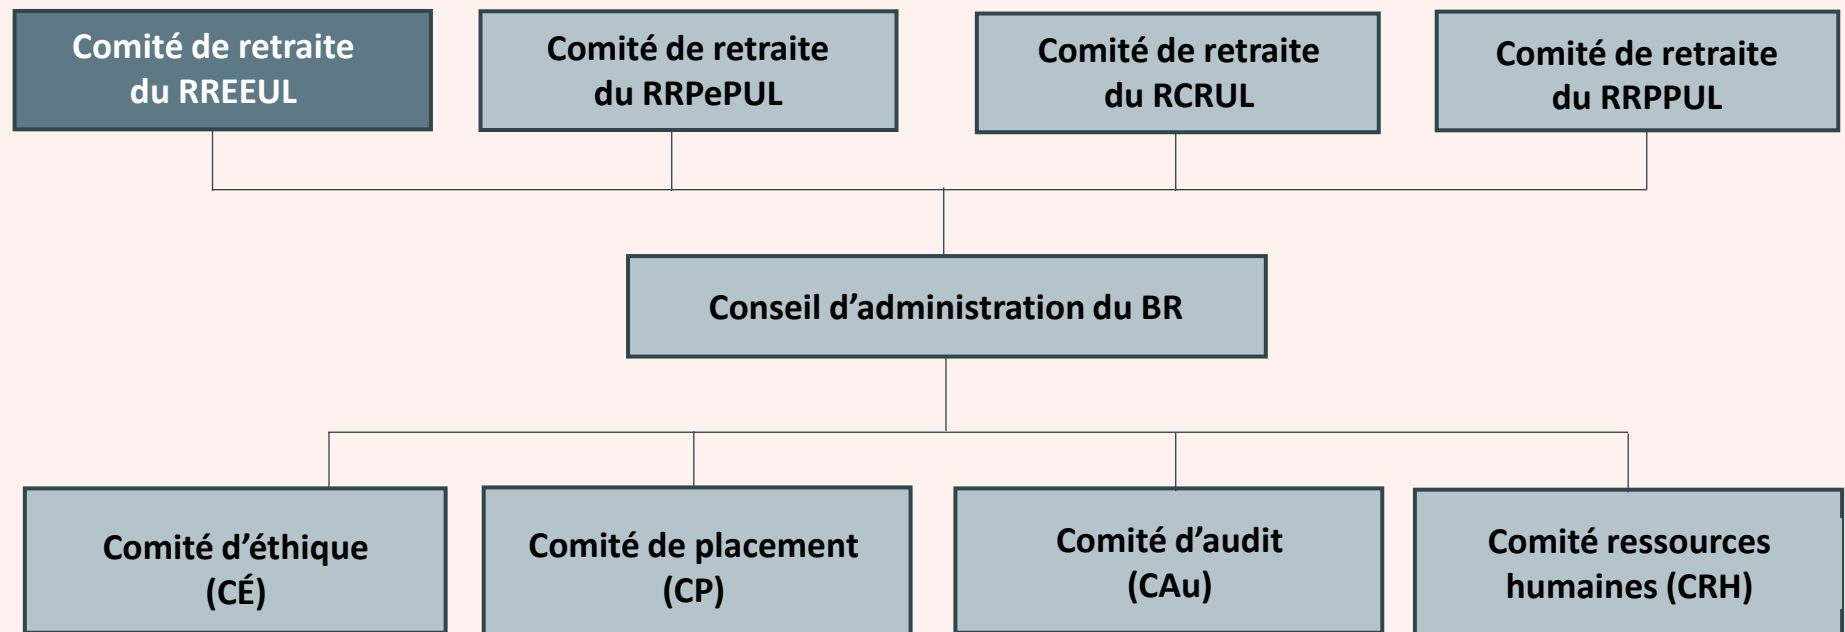 Comité de retraite
du RREEUL
Comité de retraite
du RRPePUL
Comité de retraite
du RCRUL
Comité de retraite
du RRPPUL
Conseil d’administration du BR
Comité d’éthique
(CÉ)
Comité de placement
(CP)
Comité d’audit
(CAu)
Comité ressources
humaines (CRH)